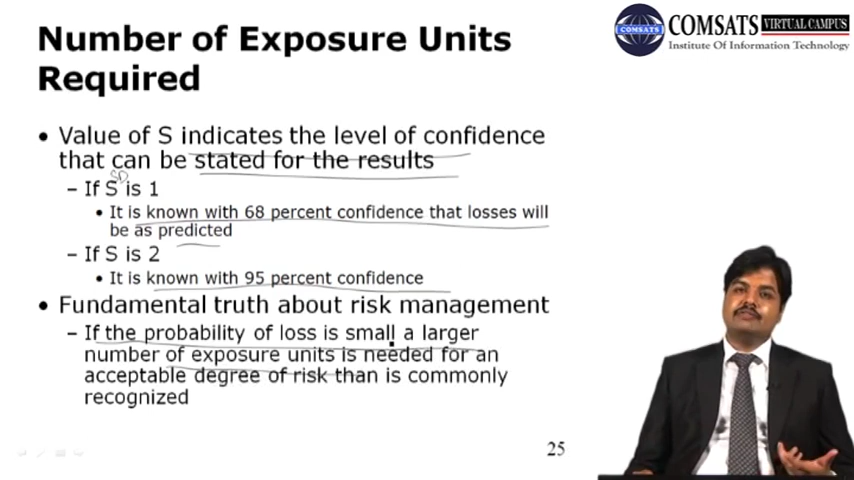 Number of Exposure Units
Required
COMSATS
COMSATS VIRTUAL CAMPUS
Institute Of Information Technology
• Value of S indicates the level of confidence
that can be stated for the results
SD
– If S is 1
• It is known with 68 percent confidence that losses will
be as predicted
– If S is 2
• It is known with 95 percent confidence
• Fundamental truth about risk management
– If the probability of loss is small a larger
number of exposure units is needed for an
acceptable degree of risk than is commonly
recognized
25